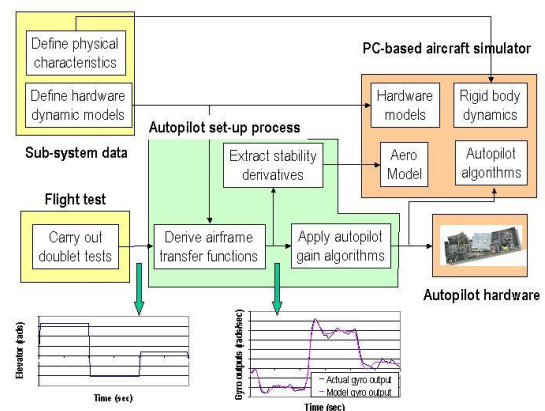 Define physical
characteristics
PC-based aircraft simulator
Define hardware
dynamic models
Hardware
models
Rigid body
dynamics
Autopilot set-up process
Sub-system data
Extract stability
derivatives
Aero
Model
Autopilot
algorithms
Flight test
Carry out
doublet tests
Derive airframe
transfer functions
Apply autopilot
gain algorithms
Autopilot hardware
Elevator (rads)
Time (sec)
Gyro outputs (rads/sec)
Actual gyro output
Model gyro output
Time (sec)